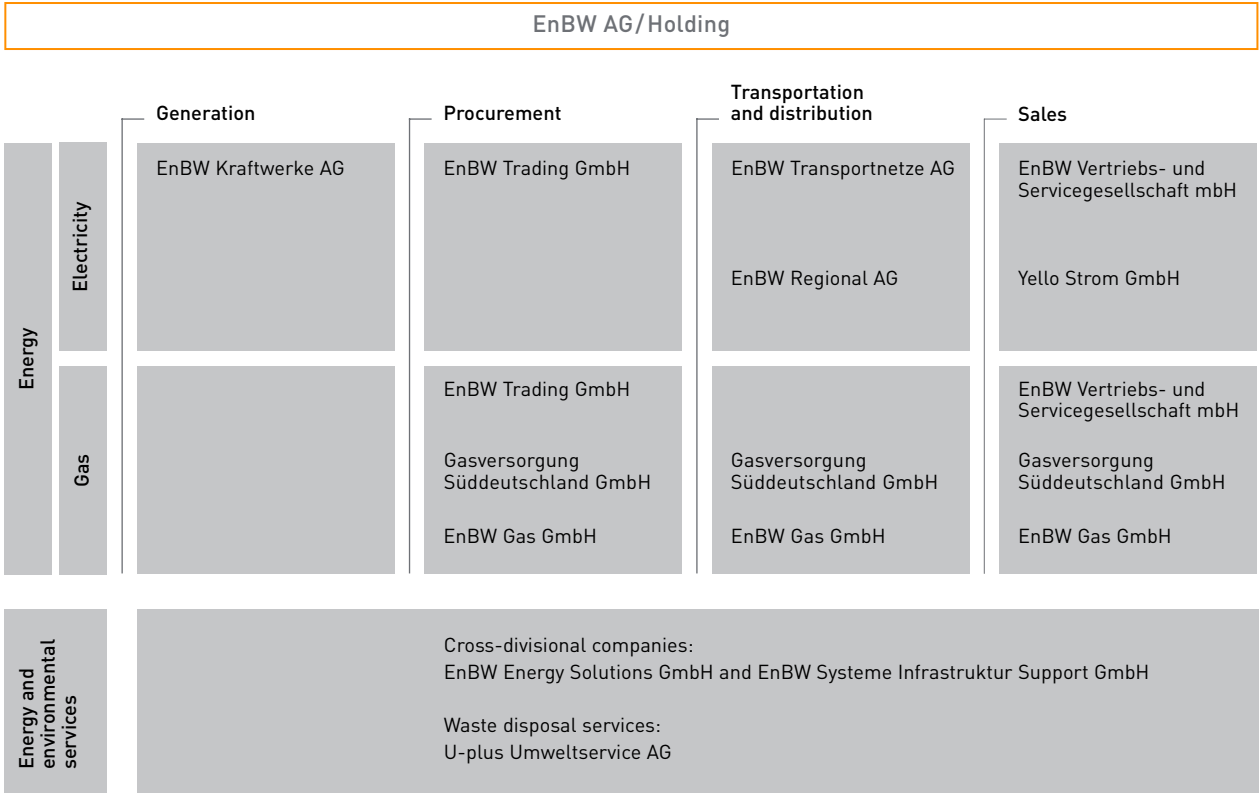 EnBW AG/Holding
Generation
Procurement
Transportation
and distribution
Sales
Energy
Electricity
EnBW Kraftwerke AG
EnBW Trading GmbH
EnBW Transportnetze AG
EnBW Regional AG
EnBW Vertriebs- und
Servicegesellschaft mbH
Yello Strom GmbH
Gas
EnBW Trading GmbH
Gasversorgung
Süddeutschland GmbH
EnBW Gas GmbH
Gasversorgung
Süddeutschland GmbH
EnBW Gas GmbH
EnBW Vertriebs- und
Servicegesellschaft mbH
Gasversorgung
Süddeutschland GmbH
EnBW Gas GmbH
Energy and
environmental
services
Cross-divisional companies:
EnBW Energy Solutions GmbH and EnBW Systeme Infrastruktur Support GmbH
Waste disposal services:
U-plus Umweltservice AG